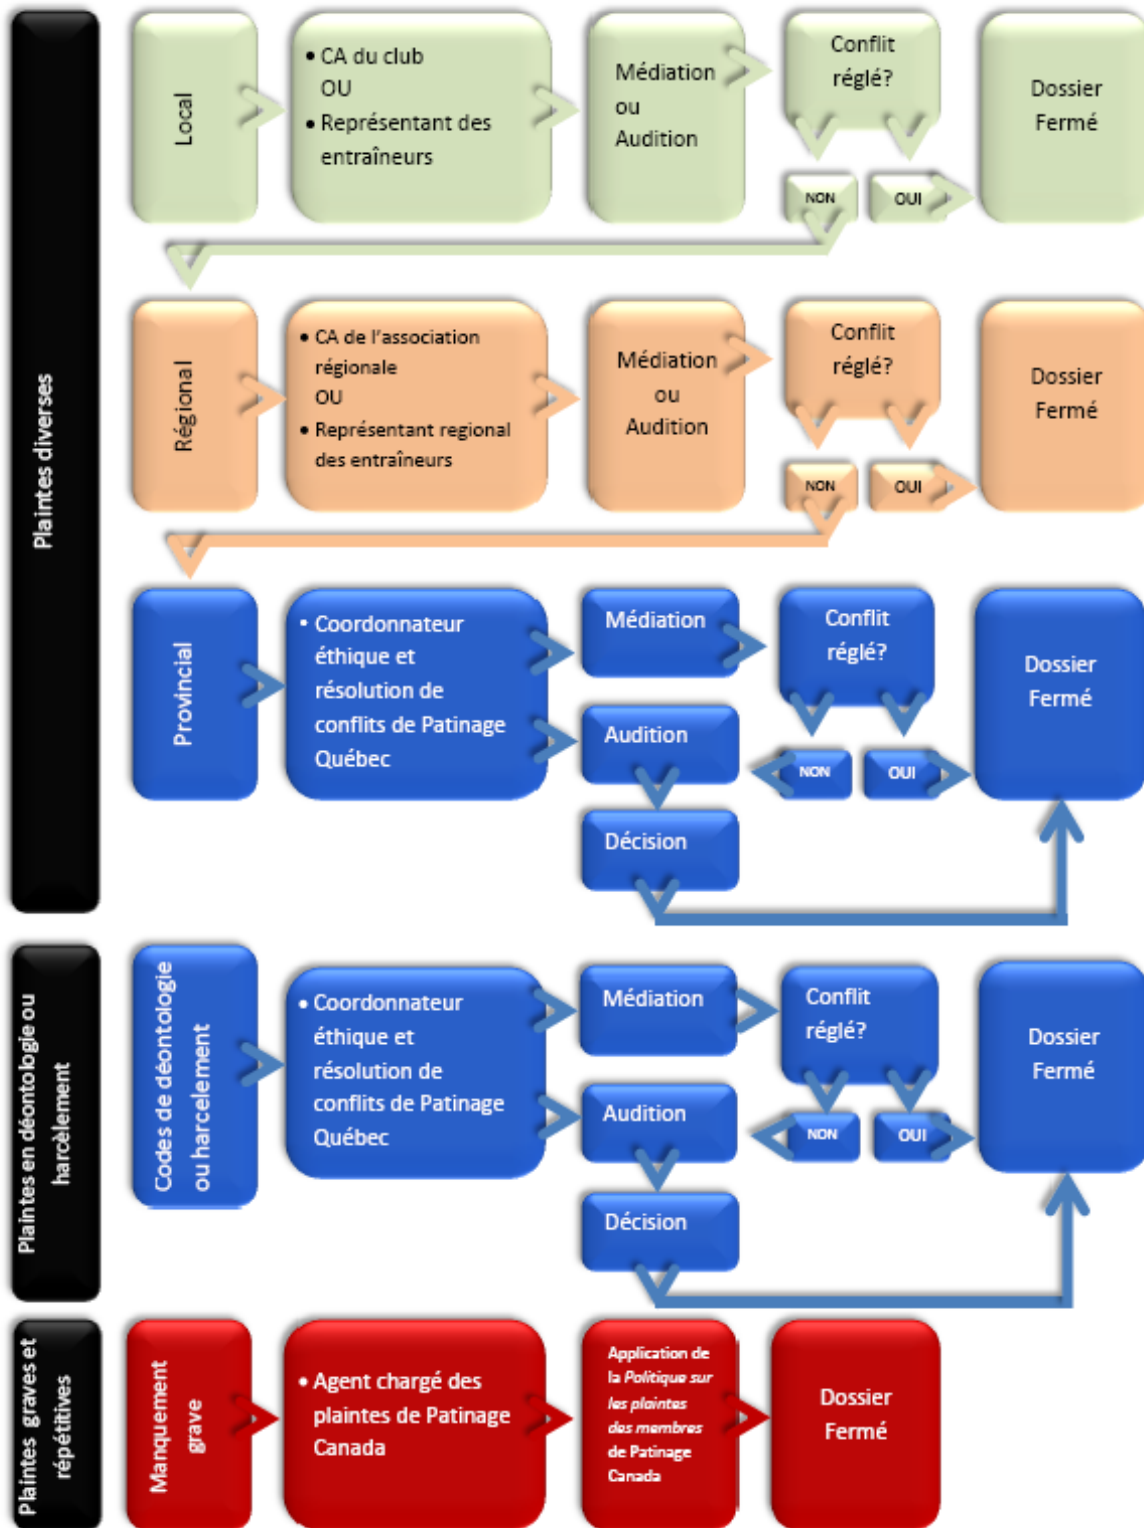 Plaintes diverses
Local
• CA du club
OU
• Représentant des
entraîneurs
Médiation
ou
Audition
Conflit
réglé?
NON
OUI
Dossier
Fermé
Régional
• CA de l'association
régionale
OU
• Représentant regional
des entraîneurs
Médiation
ou
Audition
Conflit
réglé?
NON
OUI
Dossier
Fermé
Provincial
• Coordonnateur
éthique et
résolution de
conflits de Patinage
Québec
Médiation
Audition
Décision
Conflit
réglé?
NON
OUI
Dossier
Fermé
Plaintes en déontologie ou
harcèlement
Codes de déontologie
ou harcelement
• Coordonnateur
éthique et
résolution de
conflits de Patinage
Québec
Médiation
Audition
Décision
Conflit
réglé?
NON
OUI
Dossier
Fermé
Plaintes graves et
répétitives
Manquement
grave
• Agent chargé des
plaintes de Patinage
Canada
Application de
la Politique sur
les plaintes
des membres
de Patinage
Canada
Dossier
Fermé